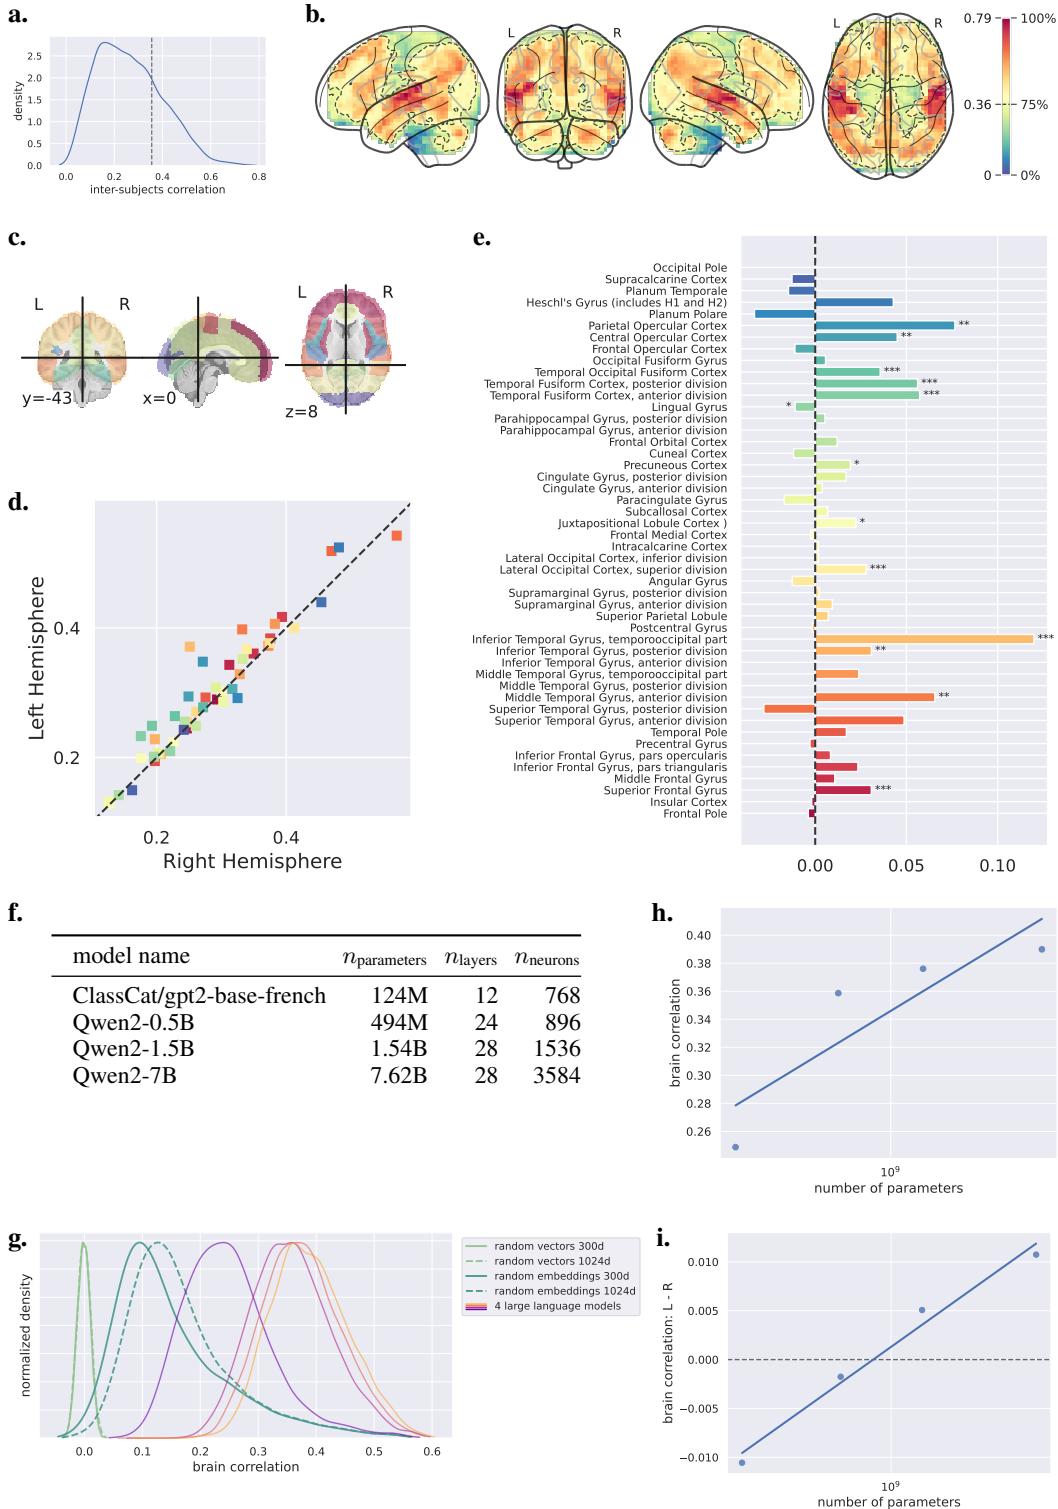 a.
2.5
2.0
1.5
1.0
0.5
0.0
density
0.0 0.2 0.4 0.6 0.8
inter-subjects correlation
b.
L R
L R
0.79 100%
0.36 75%
0 0%
c.
L R
y=-43
x=0
L R
z=8
d.
0.4
0.2
Left Hemisphere
0.2 0.4
Right Hemisphere
e.
Occipital Pole
Supracalcarine Cortex
Planum Temporale
Heschl's Gyrus (includes H1 and H2)
Planum Polare
Parietal Opercular Cortex **
Central Opercular Cortex **
Frontal Opercular Cortex
Occipital Fusiform Gyrus
Temporal Occipital Fusiform Cortex ***
Temporal Fusiform Cortex, posterior division ***
Temporal Fusiform Cortex, anterior division ***
Lingual Gyrus *
Parahippocampal Gyrus, posterior division
Parahippocampal Gyrus, anterior division
Frontal Orbital Cortex
Cuneal Cortex
Precuneous Cortex *
Cingulate Gyrus, posterior division
Cingulate Gyrus, anterior division
Paracingulate Gyrus
Subcallosal Cortex
Juxtapositional Lobule Cortex ) *
Frontal Medial Cortex
Intracalcarine Cortex
Lateral Occipital Cortex, inferior division
Lateral Occipital Cortex, superior division ***
Angular Gyrus
Supramarginal Gyrus, posterior division
Supramarginal Gyrus, anterior division
Superior Parietal Lobule
Postcentral Gyrus
Inferior Temporal Gyrus, temporooccipital part ***
Inferior Temporal Gyrus, posterior division **
Inferior Temporal Gyrus, anterior division
Middle Temporal Gyrus, temporooccipital part
Middle Temporal Gyrus, posterior division
Middle Temporal Gyrus, anterior division **
Superior Temporal Gyrus, posterior division
Superior Temporal Gyrus, anterior division
Temporal Pole
Precentral Gyrus
Inferior Frontal Gyrus, pars opercularis
Inferior Frontal Gyrus, pars triangularis
Middle Frontal Gyrus
Superior Frontal Gyrus ***
Insular Cortex
Frontal Pole
0.00 0.05 0.10
f.
model name nparameters nlayers nneurons
ClassCat/gpt2-base-french 124M 12 768
Qwen2-0.5B 494M 24 896
Qwen2-1.5B 1.54B 28 1536
Qwen2-7B 7.62B 28 3584
g.
normalized density
0.0 0.1 0.2 0.3 0.4 0.5 0.6
brain correlation
random vectors 300d
random vectors 1024d
random embeddings 300d
random embeddings 1024d
4 large language models
h.
0.40
0.38
0.36
0.34
0.32
0.30
0.28
0.26
brain correlation
10⁹
number of parameters
i.
0.010
0.005
0.000
−0.005
−0.010
brain correlation: L - R
10⁹
number of parameters